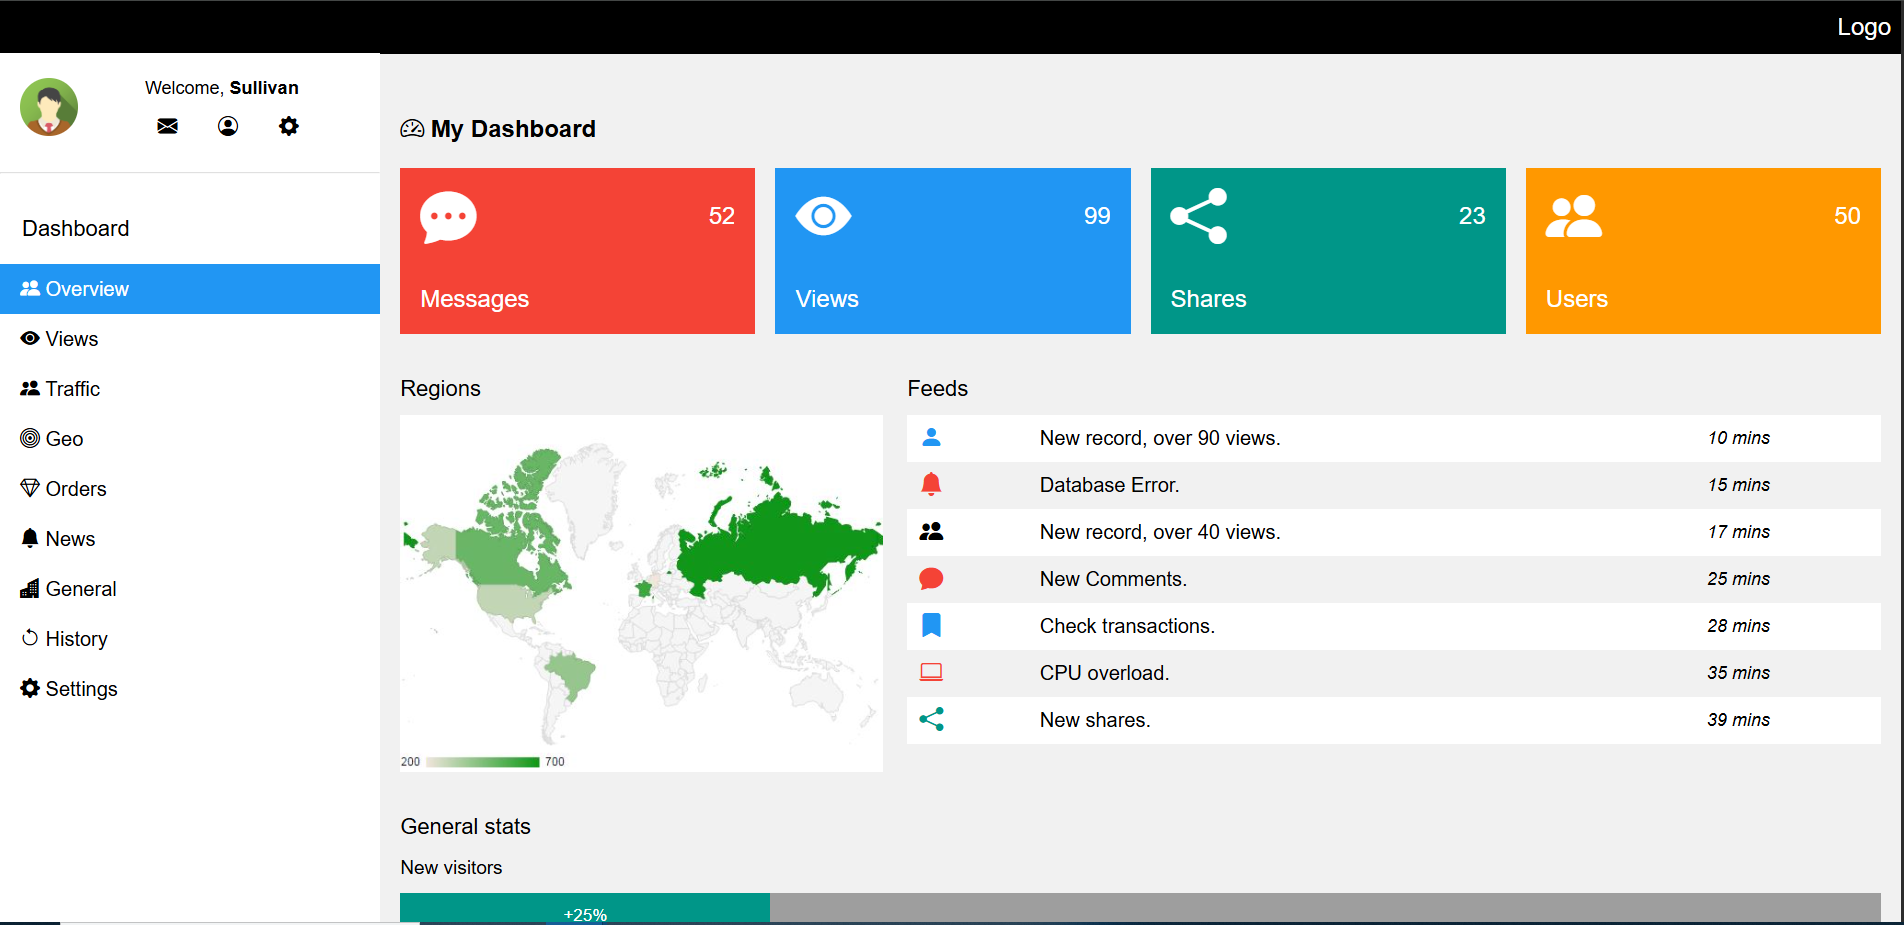 Logo
Welcome, Sullivan
Dashboard
Overview
Views
Traffic
Geo
Orders
News
General
History
Settings
My Dashboard
52
Messages
99
Views
23
Shares
50
Users
Regions
200 700
Feeds
New record, over 90 views. 10 mins
Database Error. 15 mins
New record, over 40 views. 17 mins
New Comments. 25 mins
Check transactions. 28 mins
CPU overload. 35 mins
New shares. 39 mins
General stats
New visitors
+25%